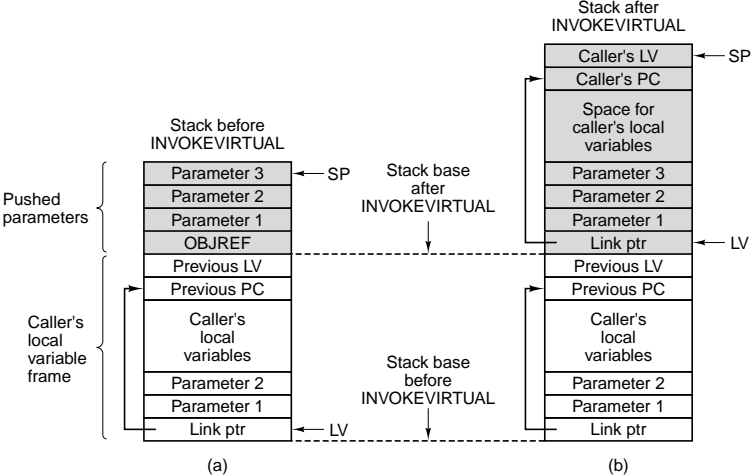 Stack after
INVOKEVIRTUAL
Caller's LV
SP
Caller's PC
Space for
caller's local
variables
Parameter 3
Parameter 2
Parameter 1
Link ptr
LV
Previous LV
Previous PC
Caller's
local
variables
Parameter 2
Parameter 1
Link ptr
(b)
Stack before
INVOKEVIRTUAL
Parameter 3
SP
Parameter 2
Parameter 1
OBJREF
Previous LV
Previous PC
Caller's
local
variables
Parameter 2
Parameter 1
Link ptr
LV
(a)
Pushed
parameters
Caller's
local
variable
frame
Stack base
after
INVOKEVIRTUAL
Stack base
before
INVOKEVIRTUAL